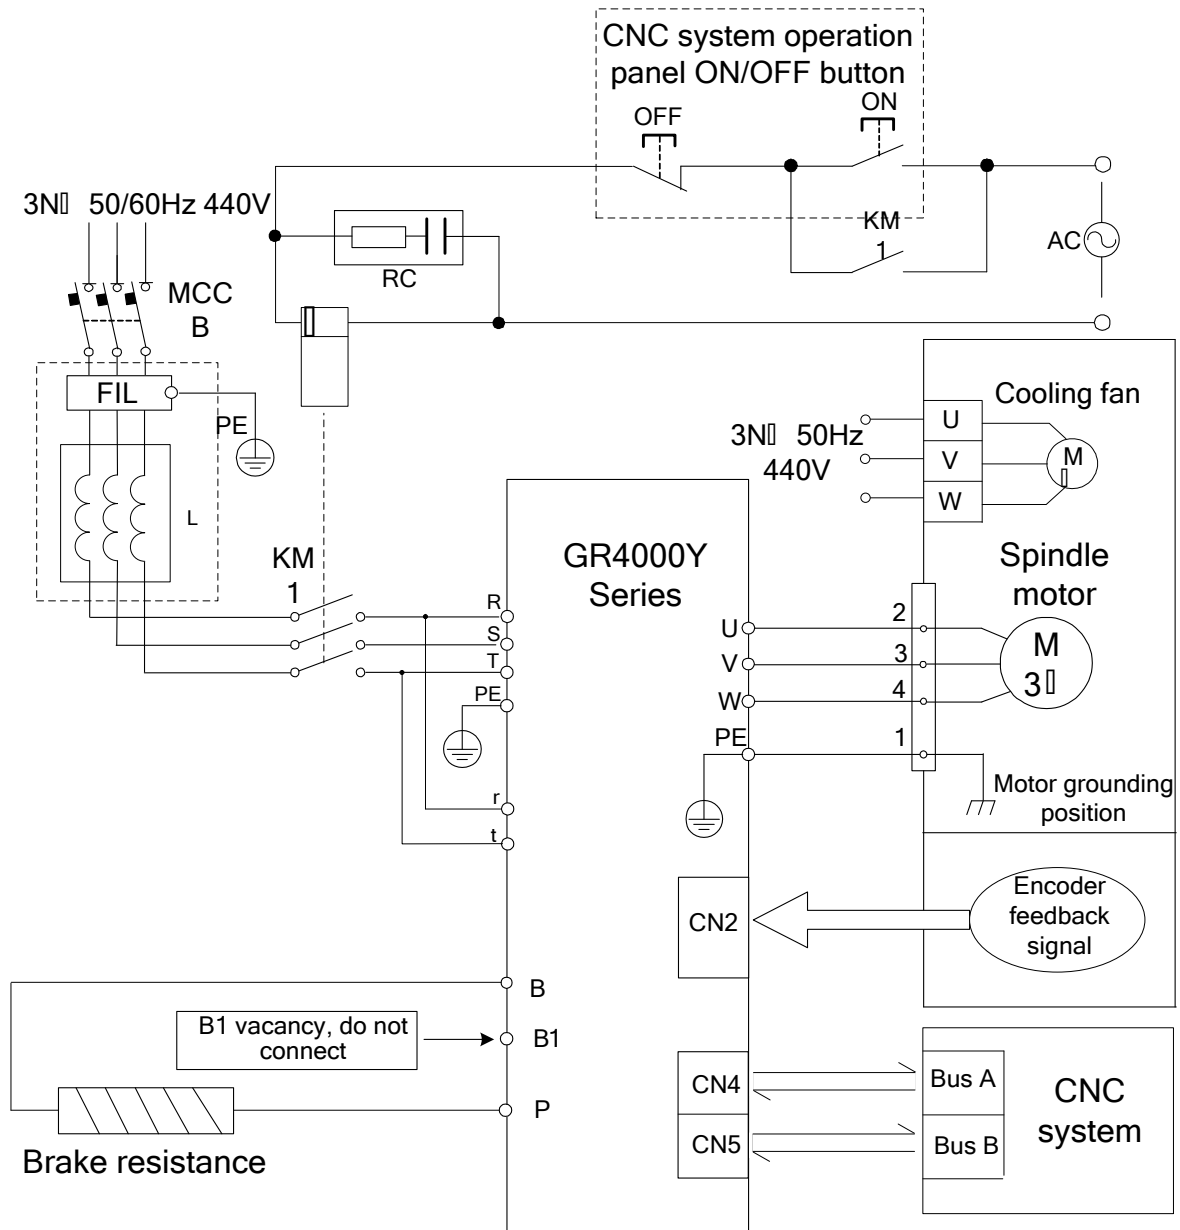 CNC system operation
panel ON/OFF button
OFF
ON
3N▯ 50/60Hz 440V
KM
1
AC
RC
MCC
B
FIL
PE
L
Cooling fan
3N▯ 50Hz
440V
U
V
W
M
▯
GR4000Y
Series
Spindle
motor
KM
1
R
S
T
PE
r
t
U
V
W
PE
2
3
4
1
M
3▯
Motor grounding
position
CN2
Encoder
feedback
signal
B
B1 vacancy, do not
connect
B1
P
Brake resistance
CN4
CN5
Bus A
Bus B
CNC
system